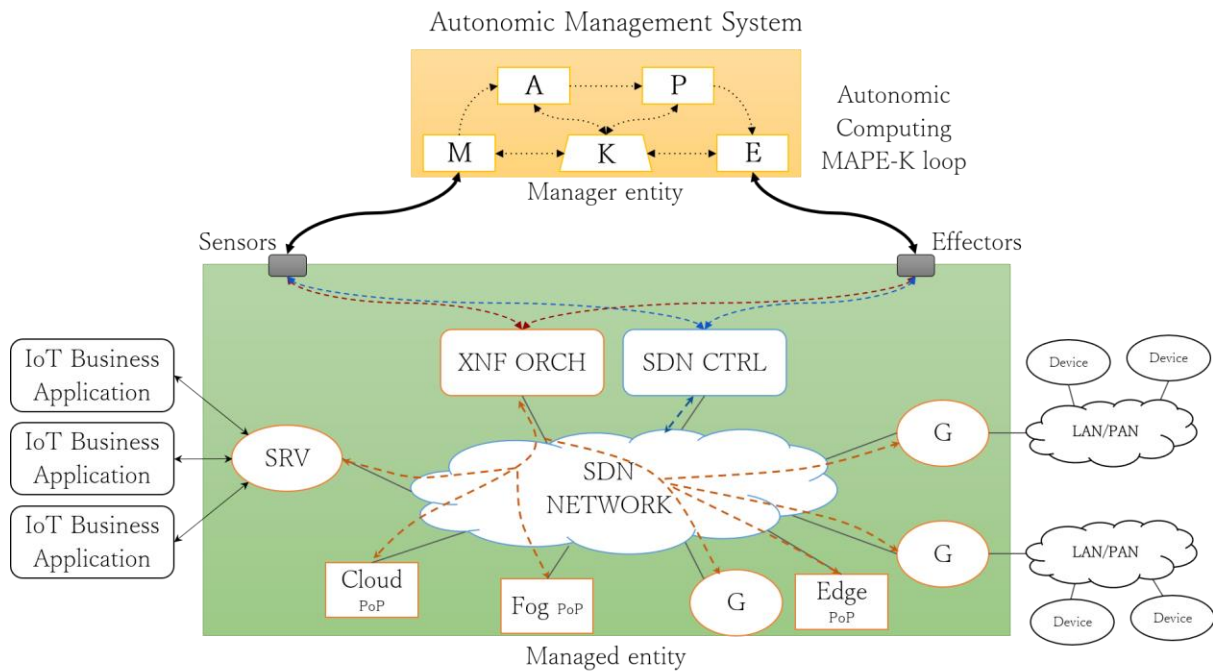 Autonomic Management System
A
P
M
K
E
Autonomic
Computing
MAPE-K loop
Manager entity
Sensors
Effectors
XNF ORCH
SDN CTRL
IoT Business
Application
IoT Business
Application
IoT Business
Application
SRV
SDN
NETWORK
G
Device
Device
LAN/PAN
G
LAN/PAN
Device
Device
Cloud
PoP
Fog PoP
G
Edge
PoP
Managed entity